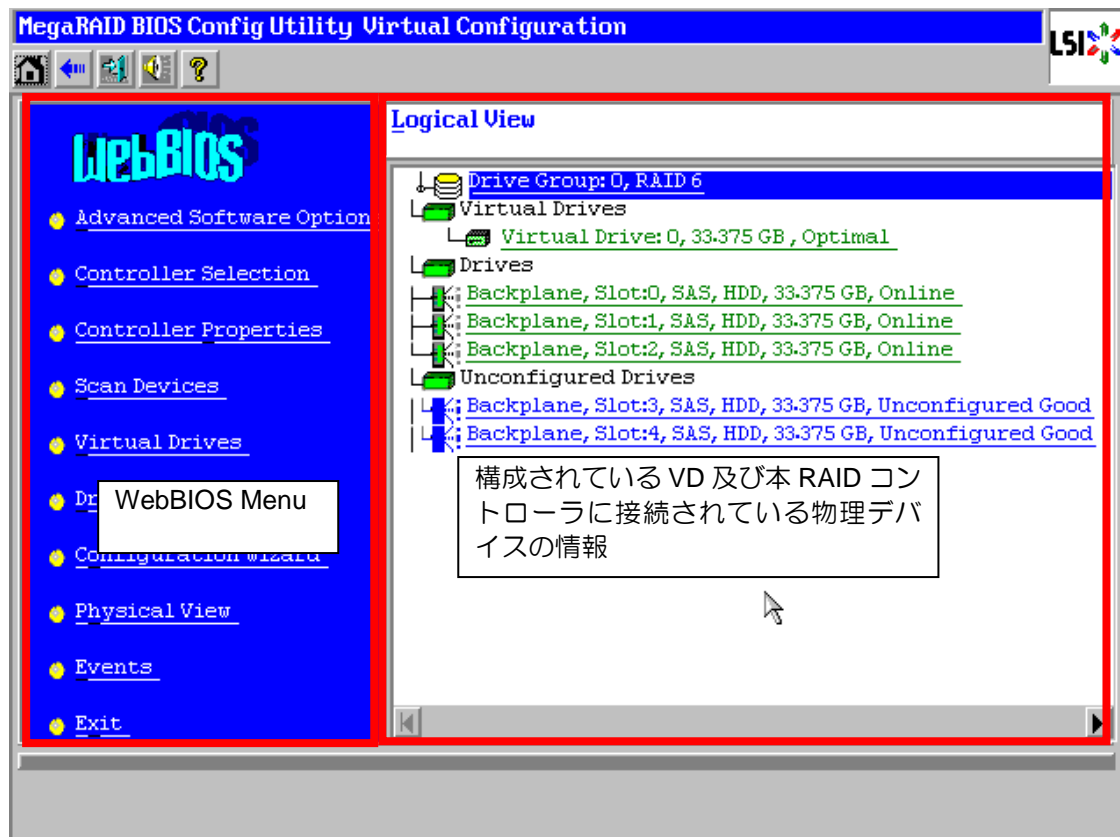 MegaRAID BIOS Config Utility Virtual Configuration
LSI
WebBIOS
Advanced Software Option
Controller Selection
Controller Properties
Scan Devices
Virtual Drives
Dr
WebBIOS Menu
Configuration Wizard
Physical View
Events
Exit
Logical View
Drive Group: 0, RAID 6
Virtual Drives
Virtual Drive: 0, 33.375 GB , Optimal
Drives
Backplane, Slot:0, SAS, HDD, 33.375 GB, Online
Backplane, Slot:1, SAS, HDD, 33.375 GB, Online
Backplane, Slot:2, SAS, HDD, 33.375 GB, Online
Unconfigured Drives
Backplane, Slot:3, SAS, HDD, 33.375 GB, Unconfigured Good
Backplane, Slot:4, SAS, HDD, 33.375 GB, Unconfigured Good
構成されている VD 及び本 RAID コン
トローラに接続されている物理デバ
イスの情報